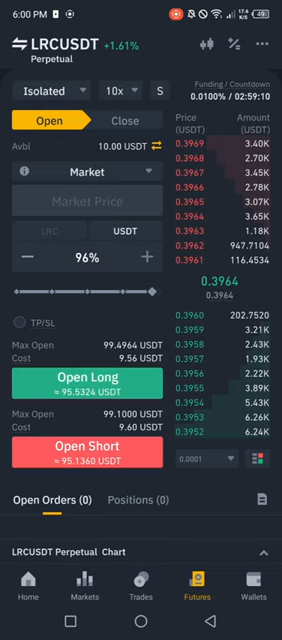 6:00 PM
17.6 K/s
49
LRCUSDT +1.61%
Perpetual
Isolated 10x S
Funding / Countdown
0.0100% / 02:59:10
Open Close
Price (USDT) Amount (USDT)
Avbl 10.00 USDT
Market
Market Price
LRC USDT
96%
TP/SL
Max Open 99.4964 USDT
Cost 9.56 USDT
Open Long
≈ 95.5324 USDT
Max Open 99.1000 USDT
Cost 9.60 USDT
Open Short
≈ 95.1360 USDT
0.3969 3.40K
0.3968 2.70K
0.3967 3.45K
0.3966 2.78K
0.3965 3.07K
0.3964 3.65K
0.3963 1.18K
0.3962 947.7104
0.3961 116.4534
0.3964
0.3964
0.3960 202.7520
0.3959 3.21K
0.3958 2.43K
0.3957 1.93K
0.3956 2.22K
0.3955 3.89K
0.3954 5.43K
0.3953 6.26K
0.3952 6.24K
0.0001
Open Orders (0) Positions (0)
LRCUSDT Perpetual Chart
Home Markets Trades Futures Wallets